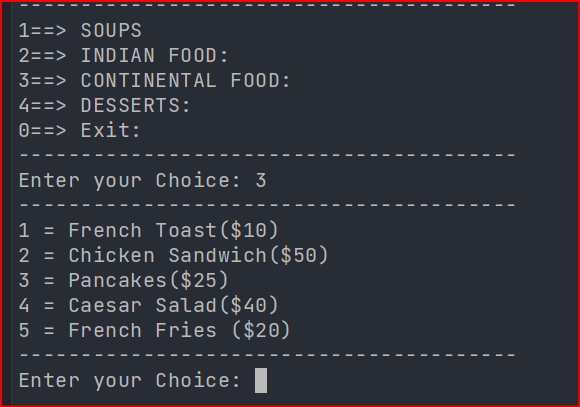 ----------------------------------------
1==> SOUPS
2==> INDIAN FOOD:
3==> CONTINENTAL FOOD:
4==> DESSERTS:
0==> Exit:
----------------------------------------
Enter your Choice: 3
----------------------------------------
1 = French Toast($10)
2 = Chicken Sandwich($50)
3 = Pancakes($25)
4 = Caesar Salad($40)
5 = French Fries ($20)
----------------------------------------
Enter your Choice: